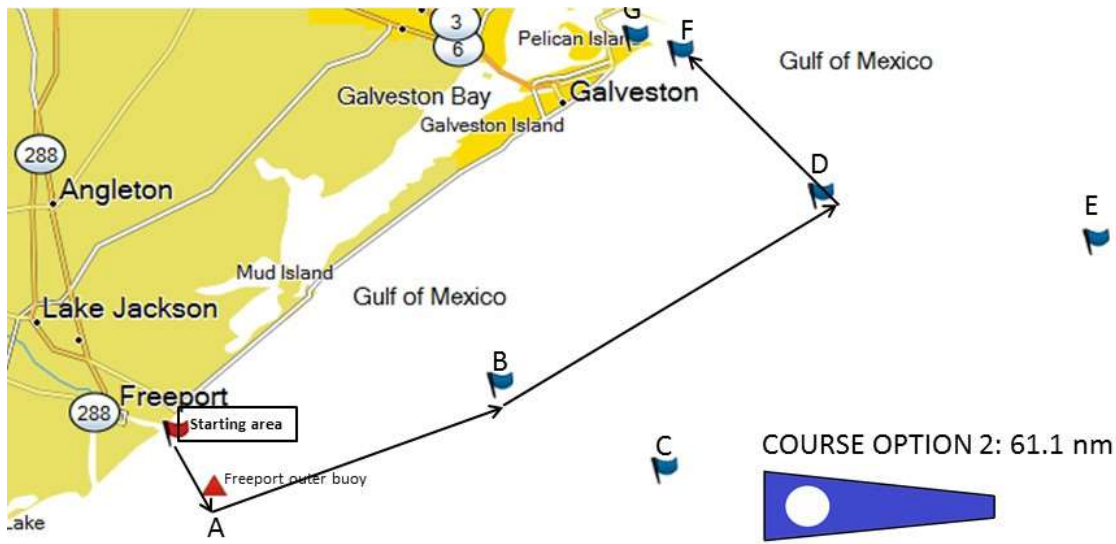 G
F
3
6
Pelican Islan
Gulf of Mexico
Galveston Bay
Galveston
Galveston Island
288
D
Angleton
E
Mud Island
Gulf of Mexico
Lake Jackson
B
Freeport
288
Starting area
C
COURSE OPTION 2: 61.1 nm
Freeport outer buoy
Lake
A